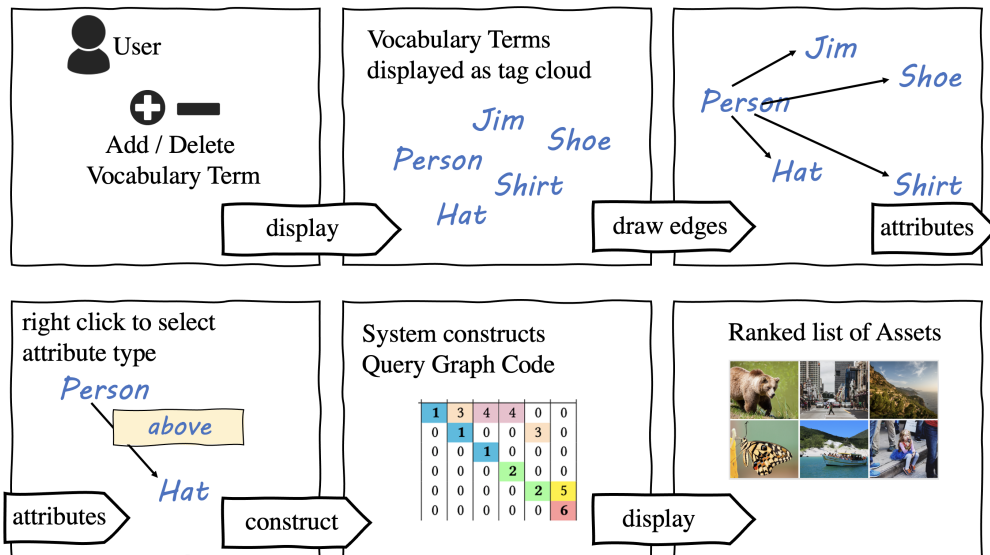 User
Add / Delete
Vocabulary Term
display
Vocabulary Terms
displayed as tag cloud
Jim
Shoe
Person
Shirt
Hat
draw edges
Jim
Shoe
Person
Hat
Shirt
attributes
right click to select
attribute type
Person
above
Hat
attributes
construct
System constructs
Query Graph Code
1 3 4 4 0 0
0 1 0 0 3 0
0 0 1 0 0 0
0 0 0 2 0 0
0 0 0 0 2 5
0 0 0 0 0 6
display
Ranked list of Assets